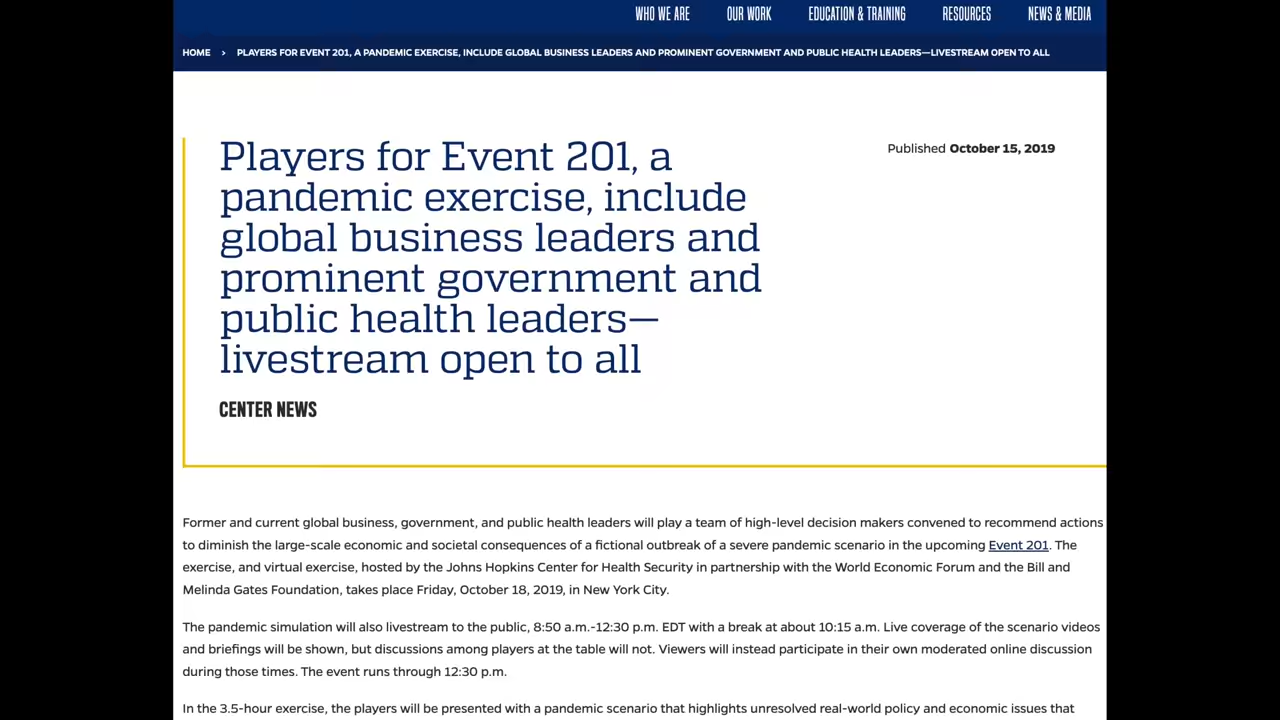 WHO WE ARE OUR WORK EDUCATION & TRAINING RESOURCES NEWS & MEDIA
HOME › PLAYERS FOR EVENT 201, A PANDEMIC EXERCISE, INCLUDE GLOBAL BUSINESS LEADERS AND PROMINENT GOVERNMENT AND PUBLIC HEALTH LEADERS—LIVESTREAM OPEN TO ALL
Players for Event 201, a
pandemic exercise, include
global business leaders and
prominent government and
public health leaders—
livestream open to all
Published October 15, 2019
CENTER NEWS
Former and current global business, government, and public health leaders will play a team of high-level decision makers convened to recommend actions
to diminish the large-scale economic and societal consequences of a fictional outbreak of a severe pandemic scenario in the upcoming Event 201. The
exercise, and virtual exercise, hosted by the Johns Hopkins Center for Health Security in partnership with the World Economic Forum and the Bill and
Melinda Gates Foundation, takes place Friday, October 18, 2019, in New York City.
The pandemic simulation will also livestream to the public, 8:50 a.m.-12:30 p.m. EDT with a break at about 10:15 a.m. Live coverage of the scenario videos
and briefings will be shown, but discussions among players at the table will not. Viewers will instead participate in their own moderated online discussion
during those times. The event runs through 12:30 p.m.
In the 3.5-hour exercise, the players will be presented with a pandemic scenario that highlights unresolved real-world policy and economic issues that